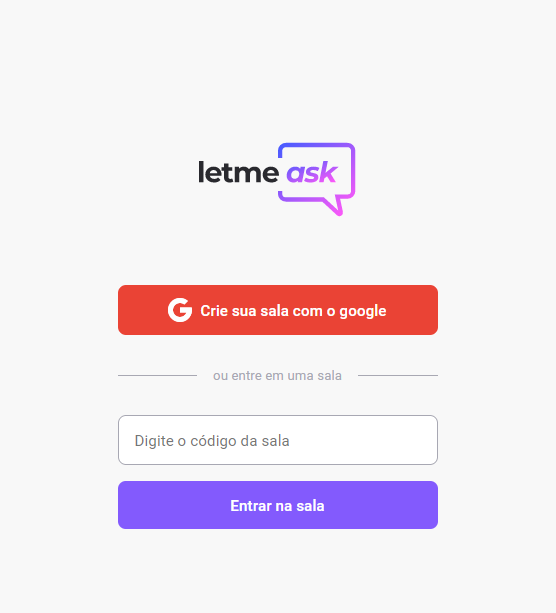 letme ask
Crie sua sala com o google
ou entre em uma sala
Digite o código da sala
Entrar na sala